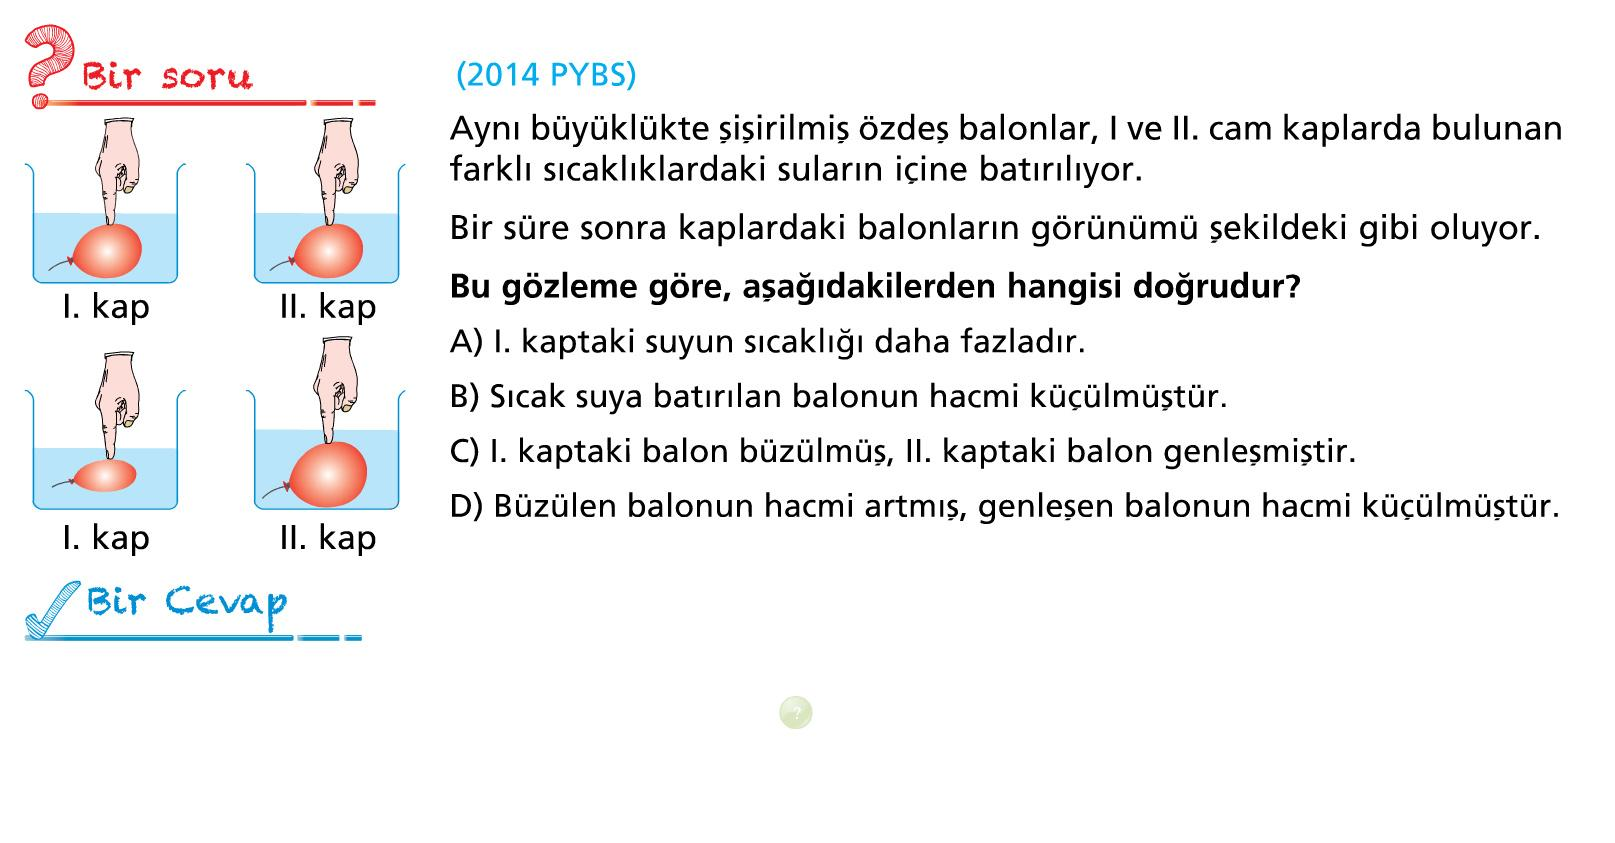 Bir soru
(2014 PYBS)
Aynı büyüklükte şişirilmiş özdeş balonlar, I ve II. cam kaplarda bulunan
farklı sıcaklıklardaki suların içine batırılıyor.
Bir süre sonra kaplardaki balonların görünümü şekildeki gibi oluyor.
Bu gözleme göre, aşağıdakilerden hangisi doğrudur?
A) I. kaptaki suyun sıcaklığı daha fazladır.
B) Sıcak suya batırılan balonun hacmi küçülmüştür.
C) I. kaptaki balon büzülmüş, II. kaptaki balon genleşmiştir.
D) Büzülen balonun hacmi artmış, genleşen balonun hacmi küçülmüştür.
I. kap
II. kap
I. kap
II. kap
Bir Cevap
?